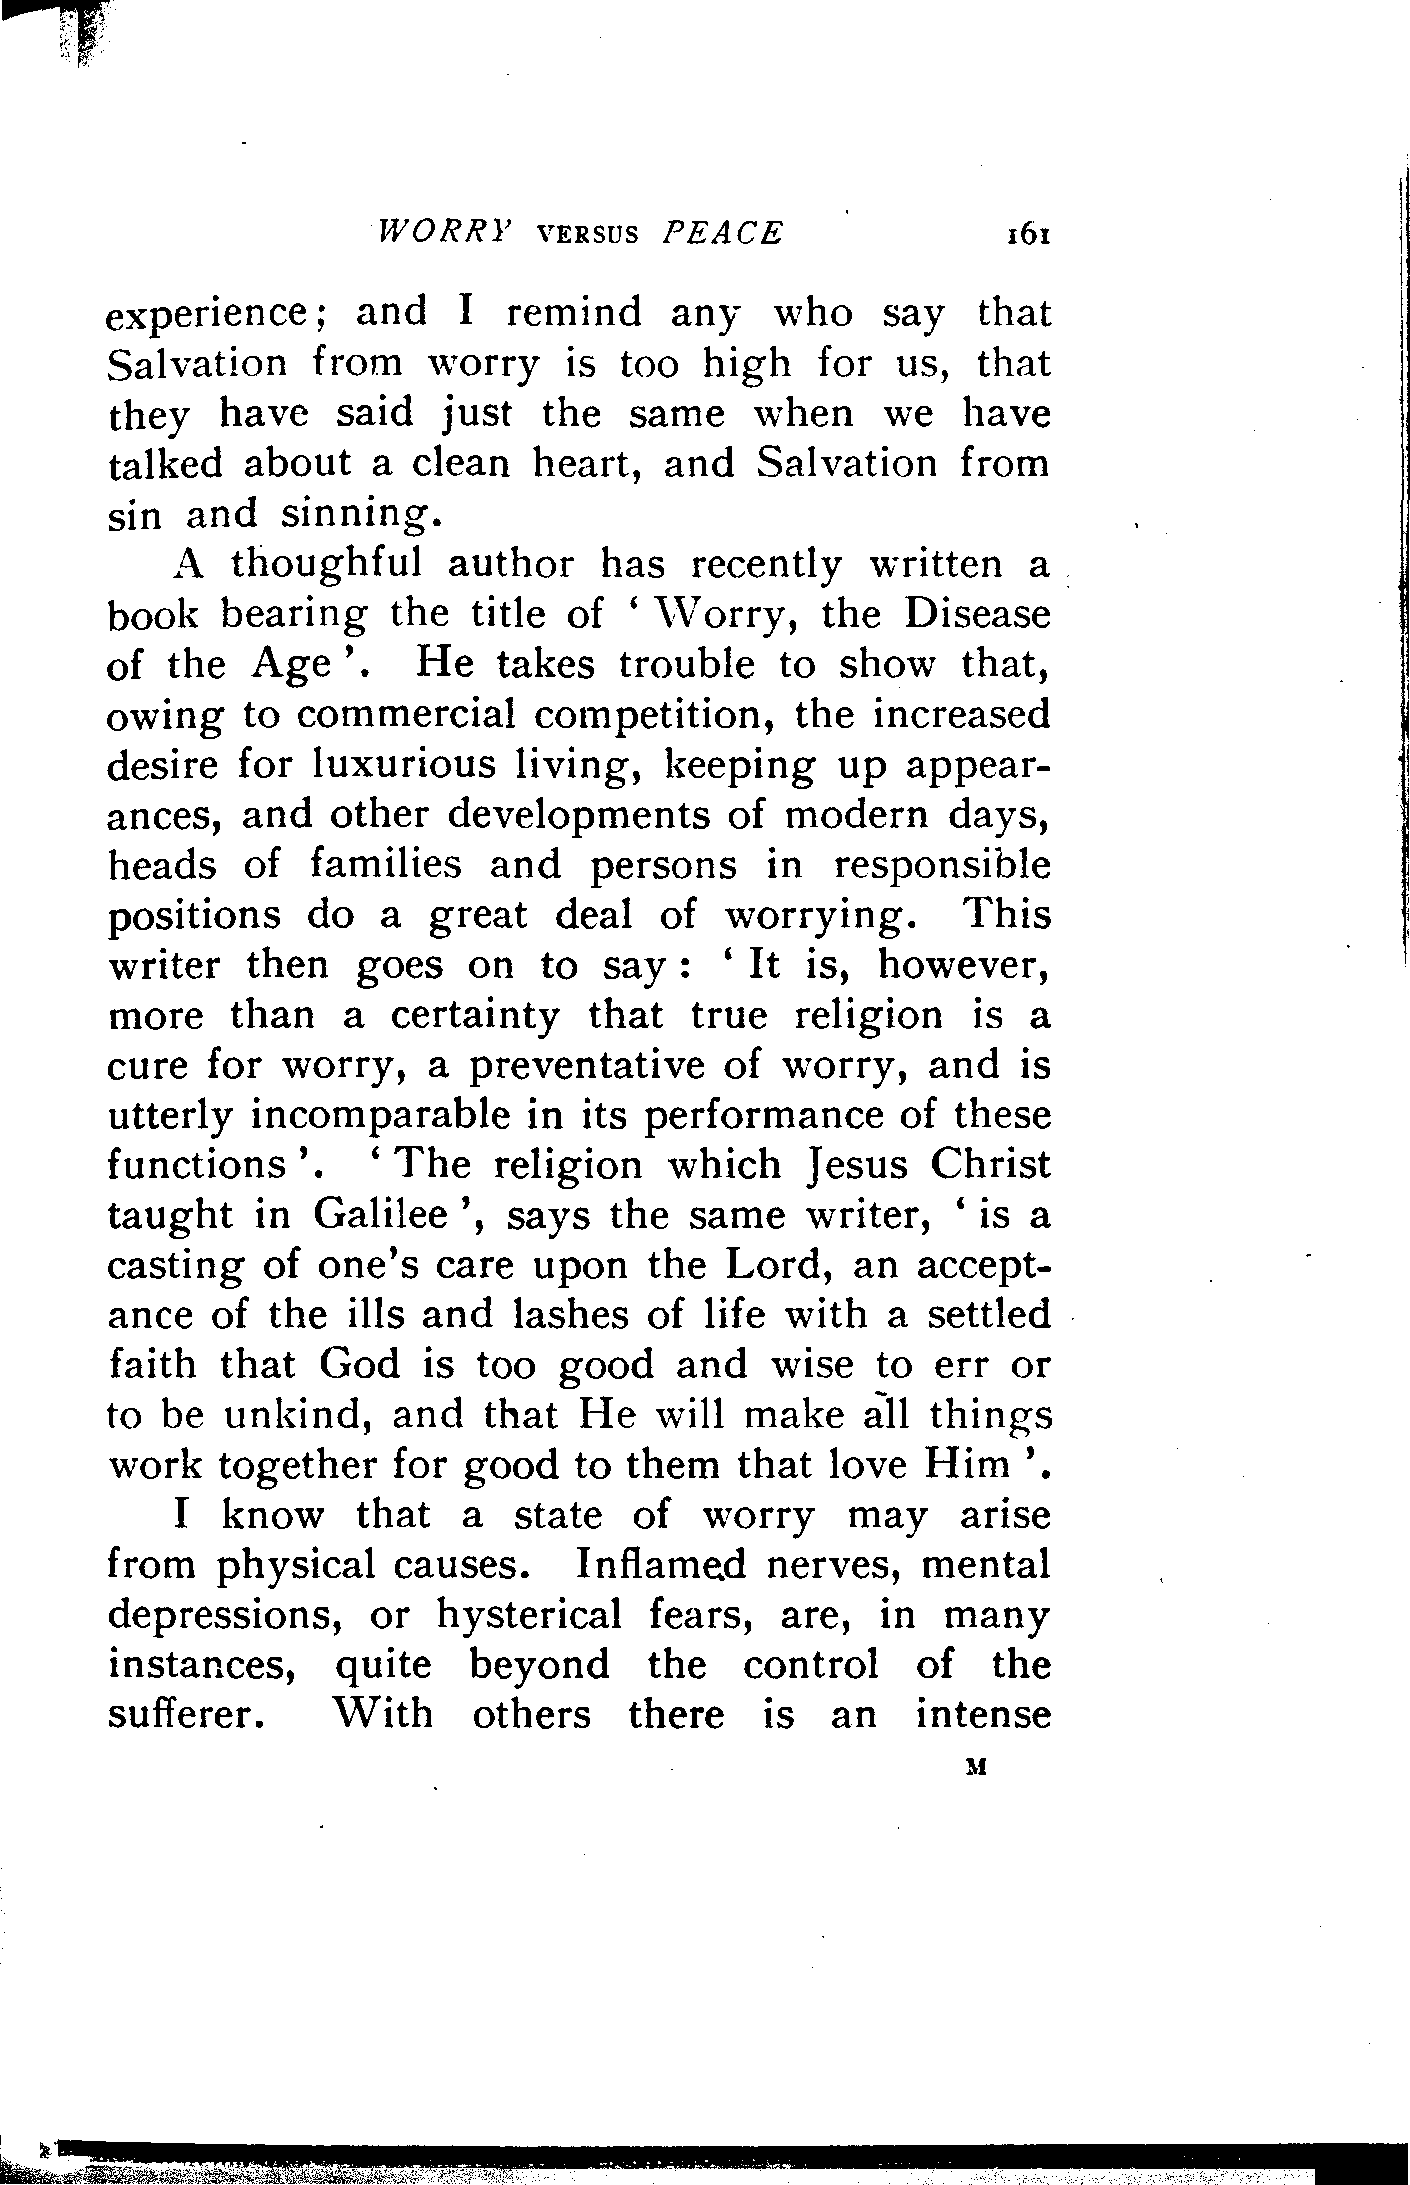 WORRY VERSUS PEACE 161
experience; and I remind any who say that
Salvation from worry is too high for us, that
they have said just the same when we have
talked about a clean heart, and Salvation from
sin and sinning.
A thoughful author has recently written a
book bearing the title of ‘ Worry, the Disease
of the Age ’. He takes trouble to show that,
owing to commercial competition, the increased
desire for luxurious living, keeping up appear-
ances, and other developments of modern days,
heads of families and persons in responsible
positions do a great deal of worrying. This
writer then goes on to say : ‘ It is, however,
more than a certainty that true religion is a
cure for worry, a preventative of worry, and is
utterly incomparable in its performance of these
functions ’. ‘ The religion which Jesus Christ
taught in Galilee ’, says the same writer, ‘ is a
casting of one’s care upon the Lord, an accept-
ance of the ills and lashes of life with a settled
faith that God is too good and wise to err or
to be unkind, and that He will make all things
work together for good to them that love Him ’.
I know that a state of worry may arise
from physical causes. Inflamed nerves, mental
depressions, or hysterical fears, are, in many
instances, quite beyond the control of the
sufferer. With others there is an intense
M